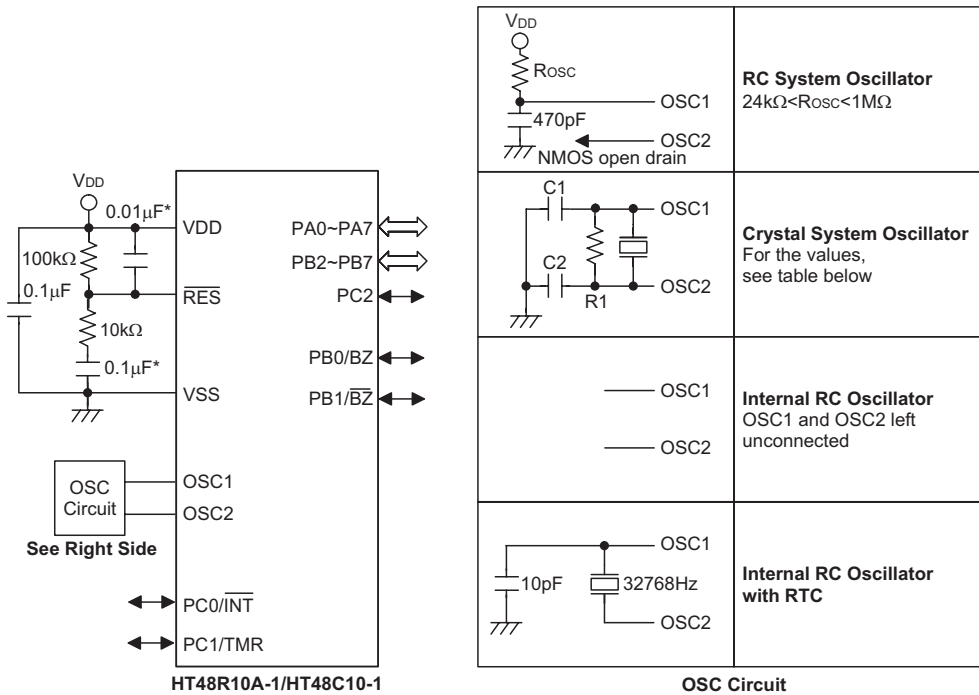 VDD
0.01μF*
100kΩ
0.1μF
10kΩ
0.1μF*
VDD
RES
VSS
OSC1
OSC2
PC0/INT
PC1/TMR
PA0~PA7
PB2~PB7
PC2
PB0/BZ
PB1/BZ
OSC
Circuit
See Right Side
HT48R10A-1/HT48C10-1
VDD
ROSC
OSC1
470pF
OSC2
NMOS open drain
RC System Oscillator
24kΩ<ROSC<1MΩ
C1
OSC1
C2
OSC2
R1
Crystal System Oscillator
For the values,
see table below
OSC1
OSC2
Internal RC Oscillator
OSC1 and OSC2 left
unconnected
OSC1
10pF
32768Hz
OSC2
Internal RC Oscillator
with RTC
OSC Circuit